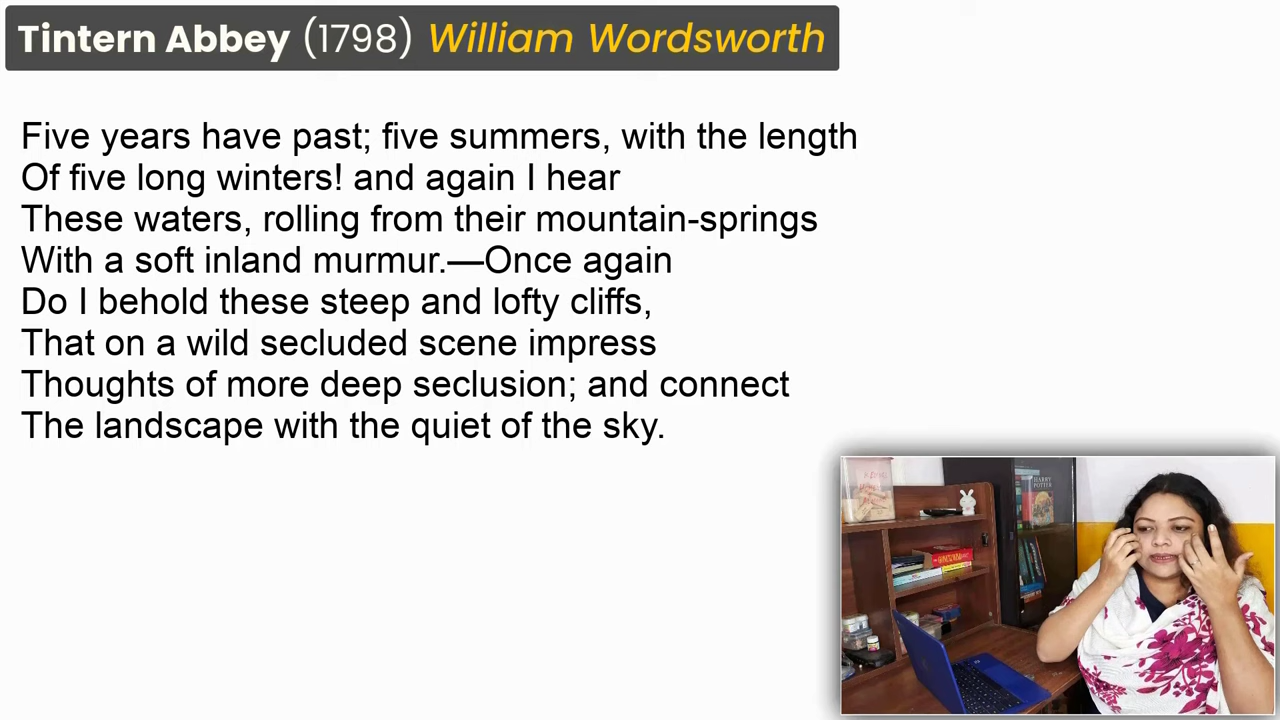 Tintern Abbey (1798) William Wordsworth
Five years have past; five summers, with the length
Of five long winters! and again I hear
These waters, rolling from their mountain-springs
With a soft inland murmur.—Once again
Do I behold these steep and lofty cliffs,
That on a wild secluded scene impress
Thoughts of more deep seclusion; and connect
The landscape with the quiet of the sky.
HARRY
POTTER